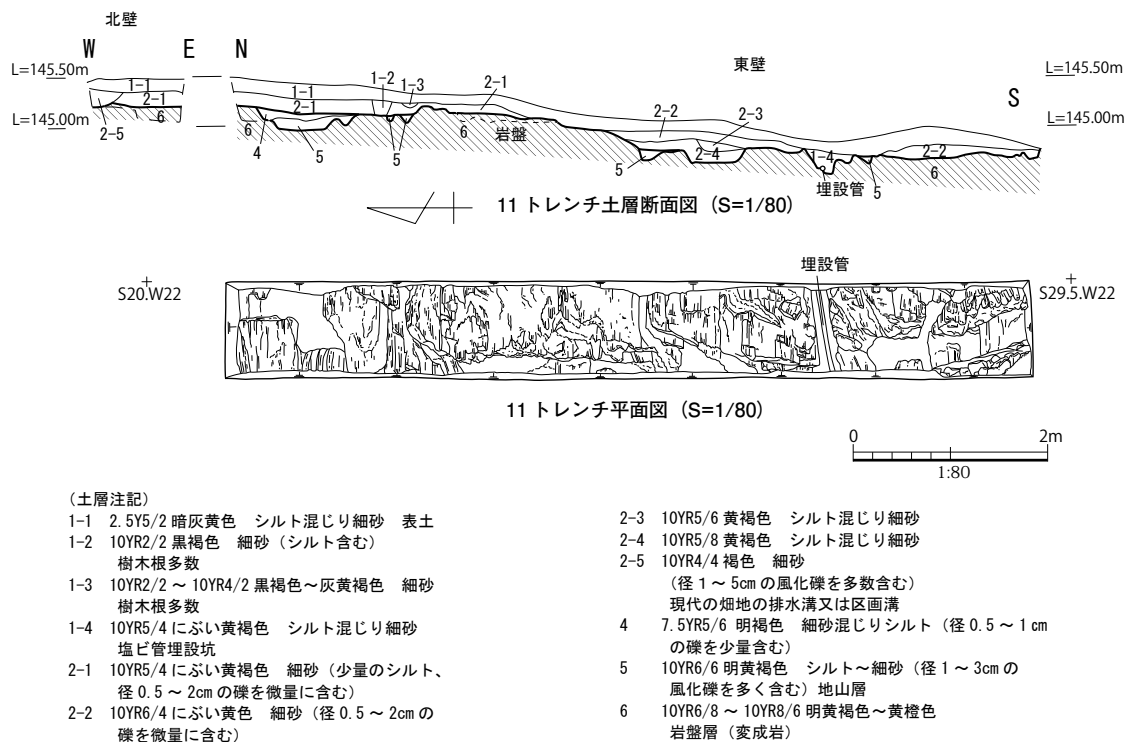 北壁
W E N
東壁
S
L=145.50m
L=145.50m
L=145.00m
L=145.00m
1-1
2-1
6
2-5
1-1
2-1
1-2
1-3
2-1
6
4
5
5
6
岩盤
2-2
2-3
5
2-4
1-4
埋設管
5
2-2
6
11 トレンチ土層断面図 (S=1/80)
埋設管
S20.W22
S29.5.W22
11 トレンチ平面図 (S=1/80)
0 2m
1:80
(土層注記)
1-1 2.5Y5/2 暗灰黄色 シルト混じり細砂 表土
1-2 10YR2/2 黒褐色 細砂(シルト含む)
樹木根多数
1-3 10YR2/2 ~ 10YR4/2 黒褐色~灰黄褐色 細砂
樹木根多数
1-4 10YR5/4 にぶい黄褐色 シルト混じり細砂
塩ビ管埋設坑
2-1 10YR5/4 にぶい黄褐色 細砂(少量のシルト、
径 0.5 ~ 2cm の礫を微量に含む)
2-2 10YR6/4 にぶい黄色 細砂(径 0.5 ~ 2cm の
礫を微量に含む)
2-3 10YR5/6 黄褐色 シルト混じり細砂
2-4 10YR5/8 黄褐色 シルト混じり細砂
2-5 10YR4/4 褐色 細砂
(径 1 ~ 5cm の風化礫を多数含む)
現代の畑地の排水溝又は区画溝
4 7.5YR5/6 明褐色 細砂混じりシルト(径 0.5 ~ 1 cm
の礫を少量含む)
5 10YR6/6 明黄褐色 シルト~細砂(径 1 ~ 3cm の
風化礫を多く含む)地山層
6 10YR6/8 ~ 10YR8/6 明黄褐色~黄橙色
岩盤層(変成岩)